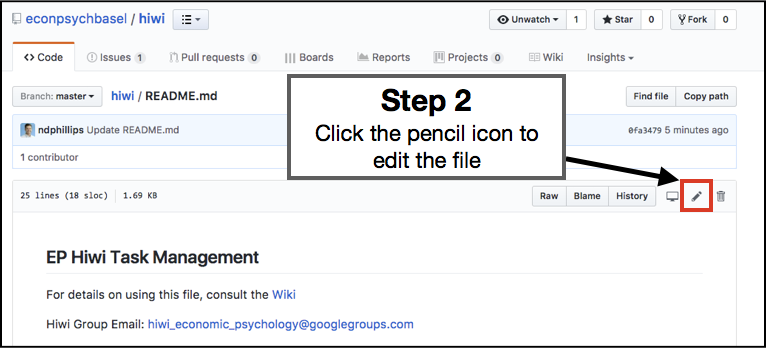 econpsychbasel / hiwi
Unwatch 1 Star 0 Fork 0
Code Issues 1 Pull requests 0 Boards Reports Projects 0 Wiki Insights
Branch: master hiwi / README.md Find file Copy path
Step 2
Click the pencil icon to
edit the file
ndphillips Update README.md 0fa3479 5 minutes ago
1 contributor
25 lines (18 sloc) 1.69 KB Raw Blame History
EP Hiwi Task Management
For details on using this file, consult the Wiki
Hiwi Group Email: hiwi_economic_psychology@googlegroups.com